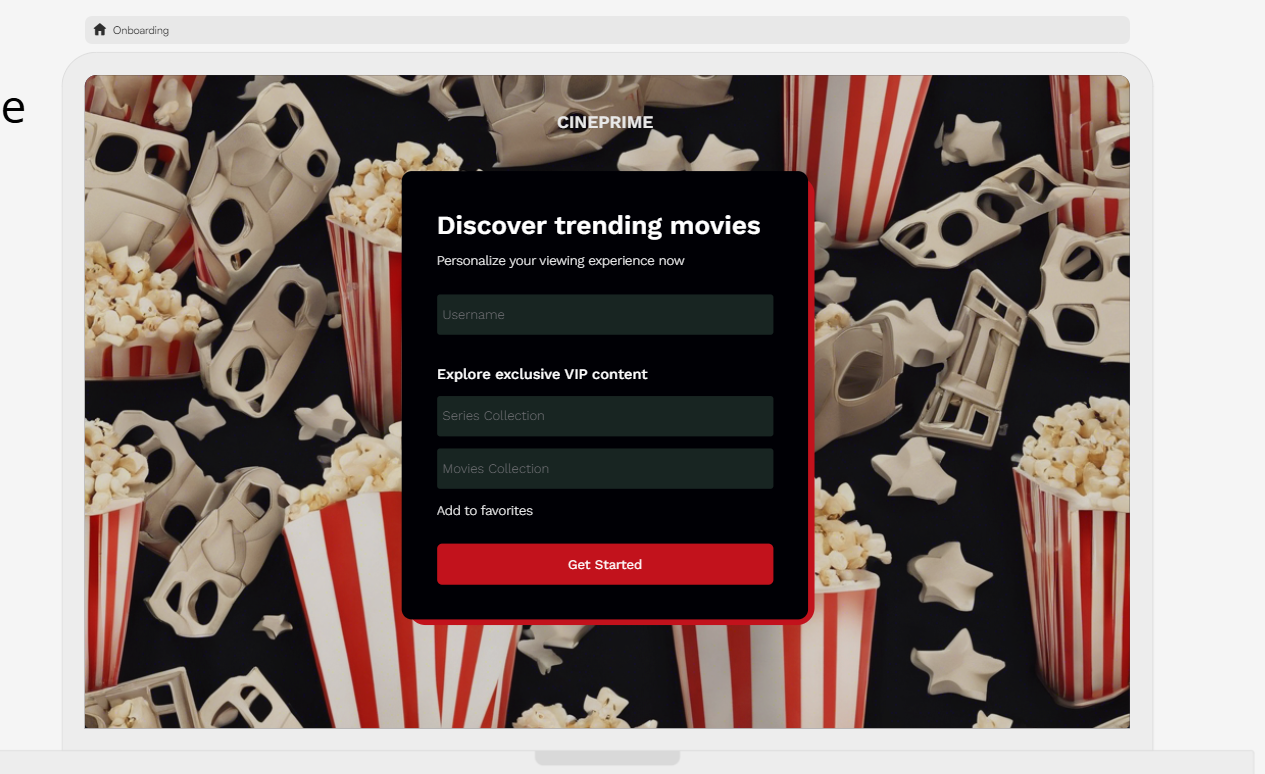 Onboarding
e
CINEPRIME
Discover trending movies
Personalize your viewing experience now
Username
Explore exclusive VIP content
Series Collection
Movies Collection
Add to favorites
Get Started